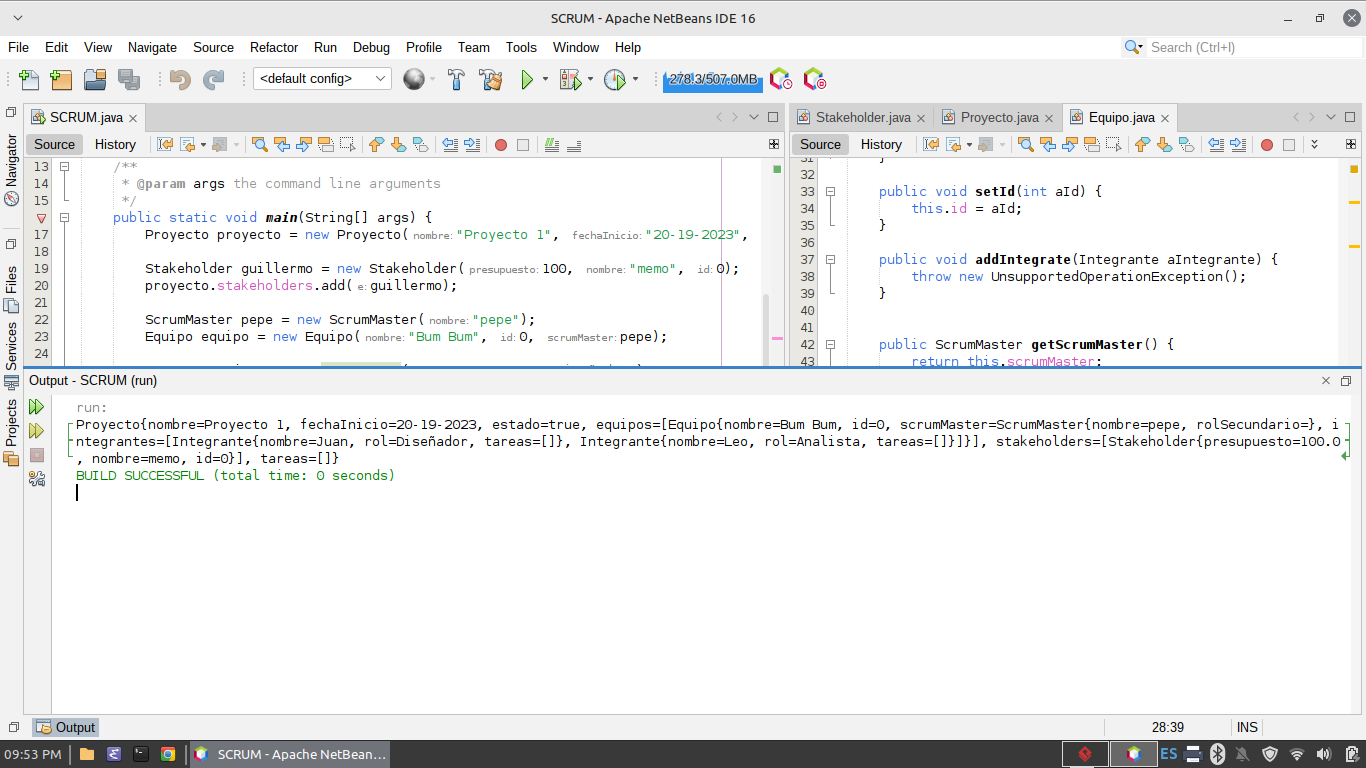 SCRUM - Apache NetBeans IDE 16
File Edit View Navigate Source Refactor Run Debug Profile Team Tools Window Help
Search (Ctrl+I)
<default config>
278.3/507.0MB
SCRUM.java
Navigator
Files
Services
Projects
Source History
13 /**
14 * @param args the command line arguments
15 */
public static void main(String[] args) {
17 Proyecto proyecto = new Proyecto( nombre: "Proyecto 1", fechaInicio: "20-19-2023",
18
19 Stakeholder guillermo = new Stakeholder( presupuesto: 100, nombre: "memo", id: 0);
20 proyecto.stakeholders.add( e: guillermo);
21
22 ScrumMaster pepe = new ScrumMaster( nombre: "pepe");
23 Equipo equipo = new Equipo( nombre: "Bum Bum", id: 0, scrumMaster: pepe);
24
Stakeholder.java Proyecto.java Equipo.java
Source History
31 }
32
33 public void setId(int aId) {
34 this.id = aId;
35 }
36
37 public void addIntegrate(Integrante aIntegrante) {
38 throw new UnsupportedOperationException();
39 }
40
41
42 public ScrumMaster getScrumMaster() {
43 return this.scrumMaster;
Output - SCRUM (run)
run:
Proyecto{nombre=Proyecto 1, fechaInicio=20-19-2023, estado=true, equipos=[Equipo{nombre=Bum Bum, id=0, scrumMaster=ScrumMaster{nombre=pepe, rolSecundario=}, i
ntegrantes=[Integrante{nombre=Juan, rol=Diseñador, tareas=[]}, Integrante{nombre=Leo, rol=Analista, tareas=[]}]}], stakeholders=[Stakeholder{presupuesto=100.0
, nombre=memo, id=0}], tareas=[]}
BUILD SUCCESSFUL (total time: 0 seconds)
Output
28:39 INS
09:53 PM
SCRUM - Apache NetBean...
ES